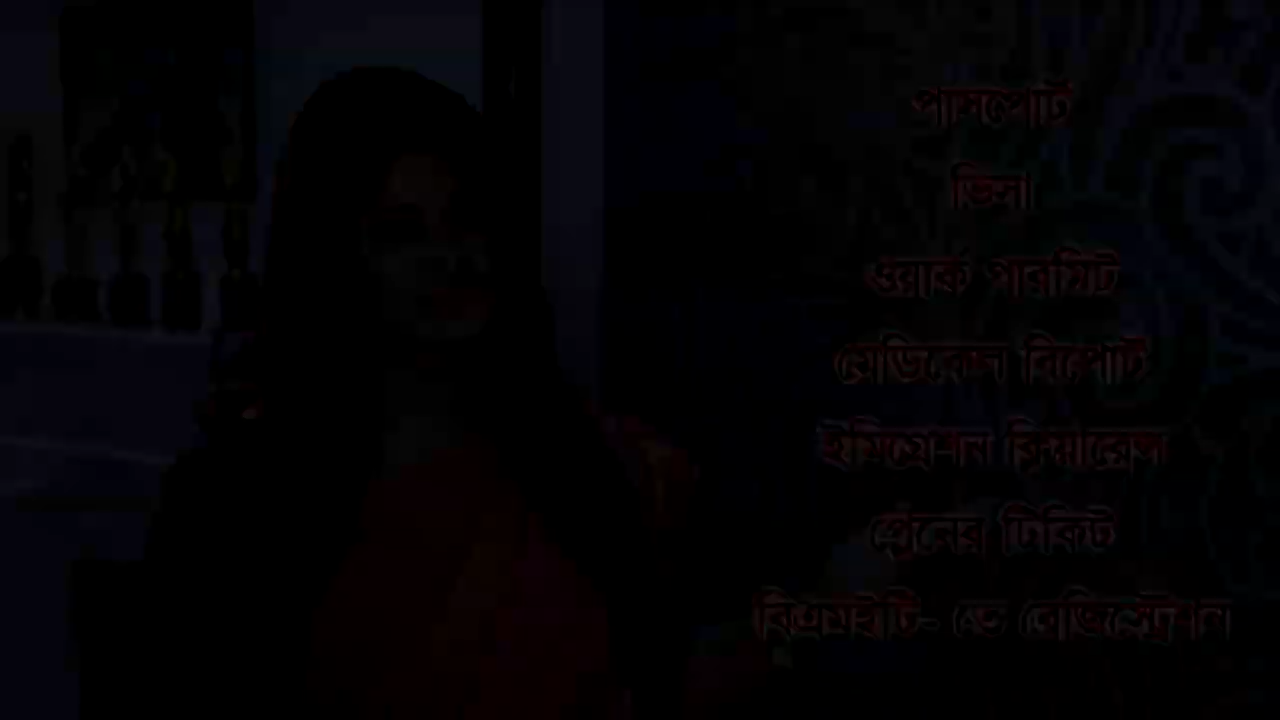 পাসপোর্ট
ভিসা
ওয়ার্ক পারমিট
মেডিকেল রিপোর্ট
ইমিগ্রেশন ক্লিয়ারেন্স
প্লেনের টিকিট
বিএমইটি- তে রেজিস্ট্রেশন